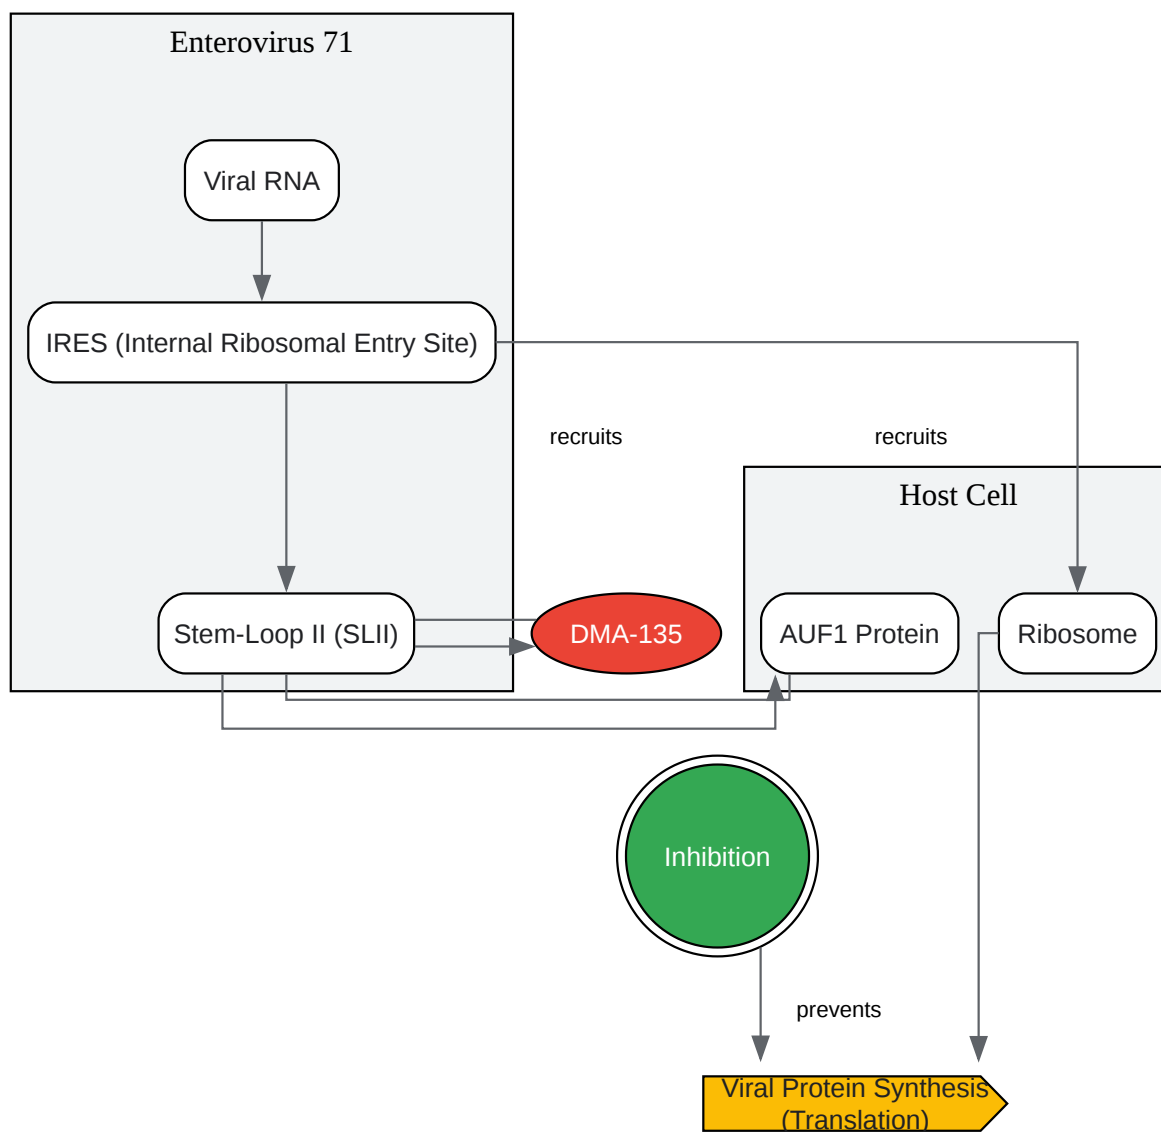 Enterovirus 71
Viral RNA
IRES (Internal Ribosomal Entry Site)
recruits
recruits
Host Cell
Stem-Loop II (SLII)
DMA-135
AUF1 Protein
Ribosome
Inhibition
prevents
Viral Protein Synthesis
(Translation)